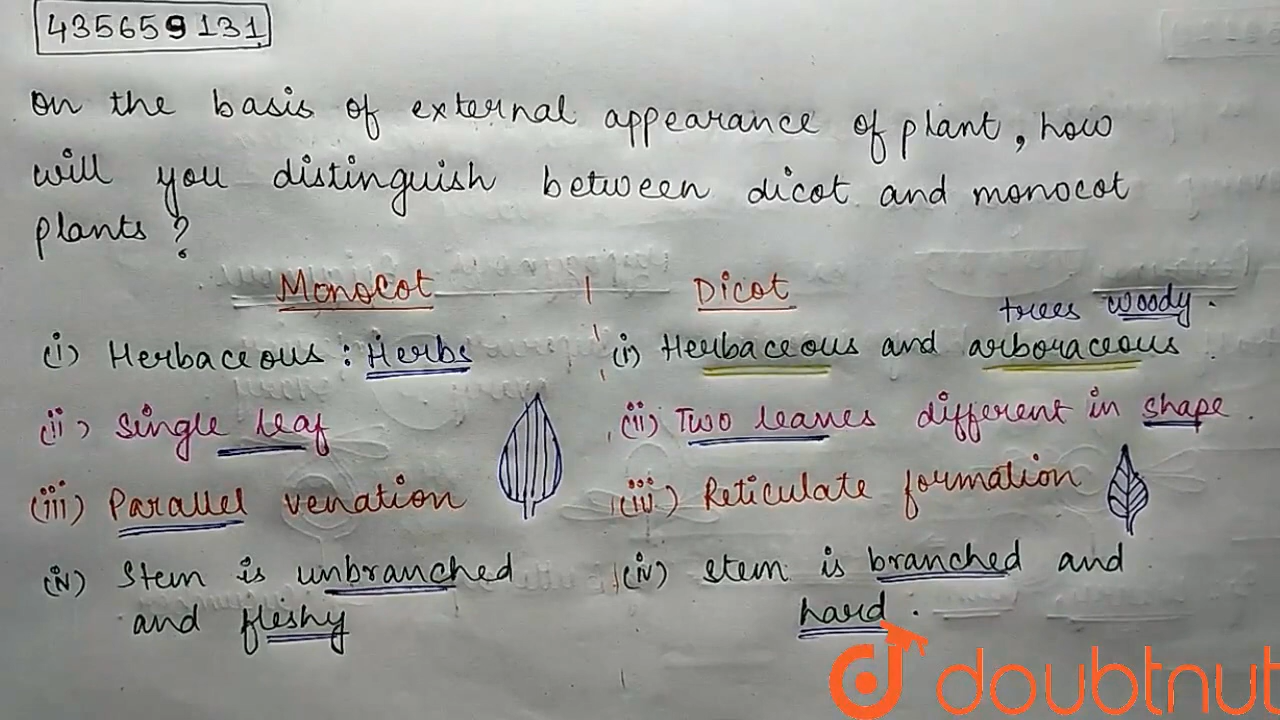 435659131
on the basis of external appearance of plant, how
will you distinguish between dicot and monocot
plants?
Monocot
Dicot
trees woody.
(i) Herbaceous : Herbs
(i) Herbaceous and arboraceous.
(ii) Single leaf
(ii) Two leaves different in shape.
(iii) Parallel venation
(iii) Reticulate formation
(iv) Stem is unbranched
and fleshy
(iv) stem is branched and
hard.
doubtnut